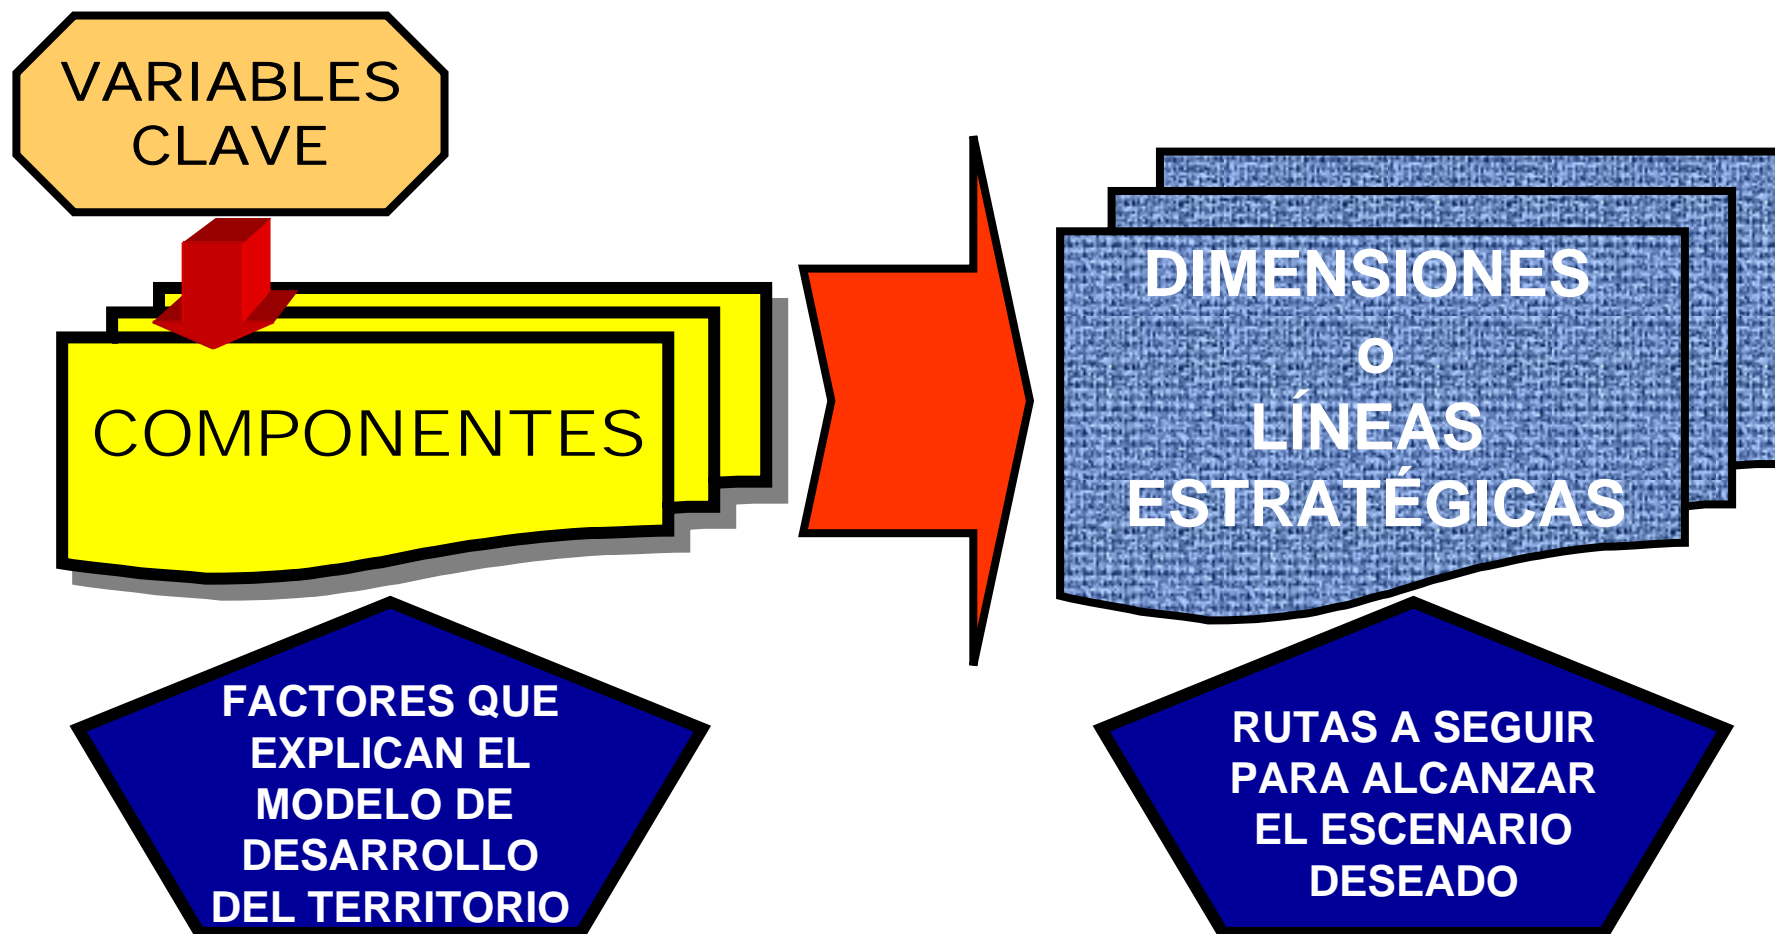 VARIABLES
CLAVE
COMPONENTES
DIMENSIONES
o
LÍNEAS
ESTRATÉGICAS
FACTORES QUE
EXPLICAN EL
MODELO DE
DESARROLLO
DEL TERRITORIO
RUTAS A SEGUIR
PARA ALCANZAR
EL ESCENARIO
DESEADO